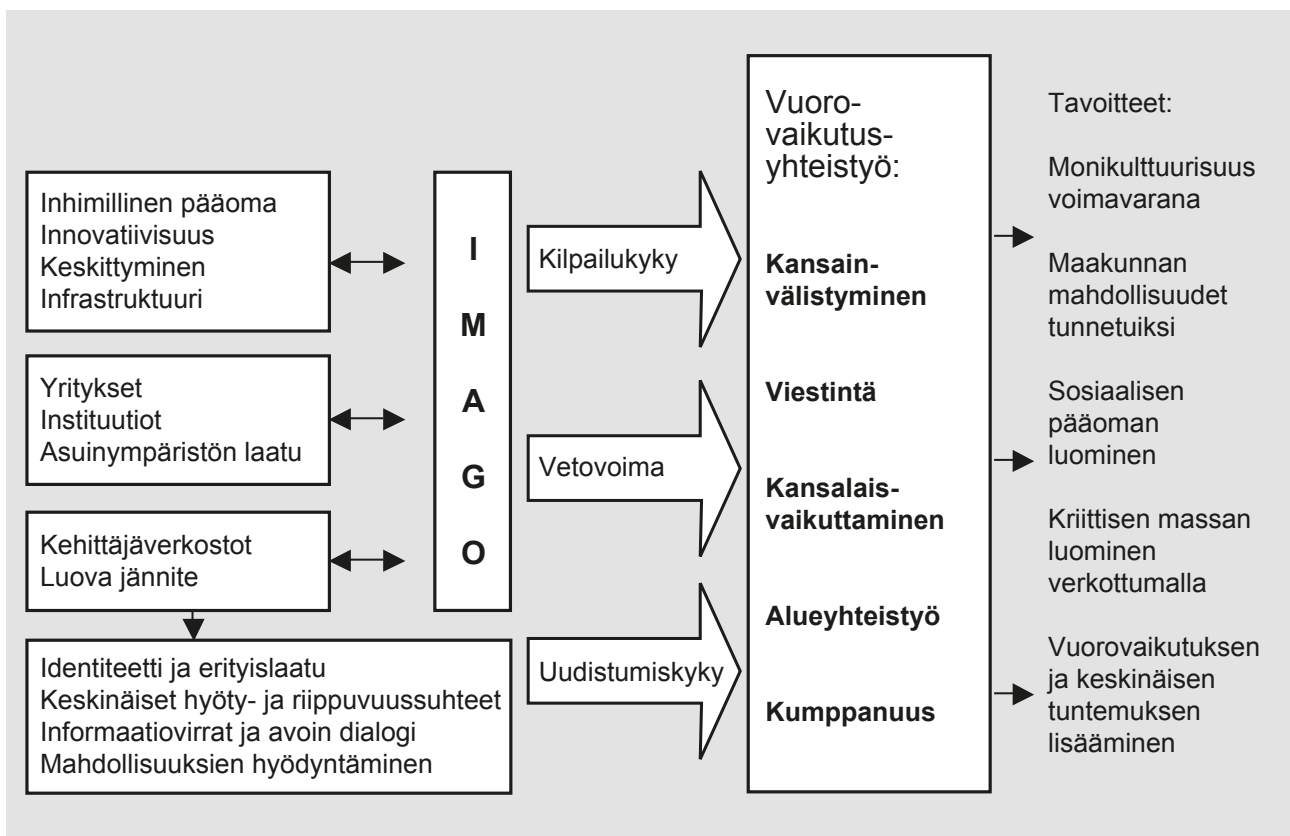 Inhimillinen pääoma
Innovatiivisuus
Keskittyminen
Infrastruktuuri
Yritykset
Instituutiot
Asuinympäristön laatu
Kehittäjäverkostot
Luova jännite
Identiteetti ja erityislaatu
Keskinäiset hyöty- ja riippuvuussuhteet
Informaatiovirrat ja avoin dialogi
Mahdollisuuksien hyödyntäminen
I
M
A
G
O
Kilpailukyky
Vetovoima
Uudistumiskyky
Vuoro-
vaikutus-
yhteistyö:
Kansain-
välistyminen
Viestintä
Kansalais-
vaikuttaminen
Alueyhteistyö
Kumppanuus
Tavoitteet:
Monikulttuurisuus
voimavarana
Maakunnan
mahdollisuudet
tunnetuiksi
Sosiaalisen
pääoman
luominen
Kriittisen massan
luominen
verkottumalla
Vuorovaikutuksen
ja keskinäisen
tuntemuksen
lisääminen